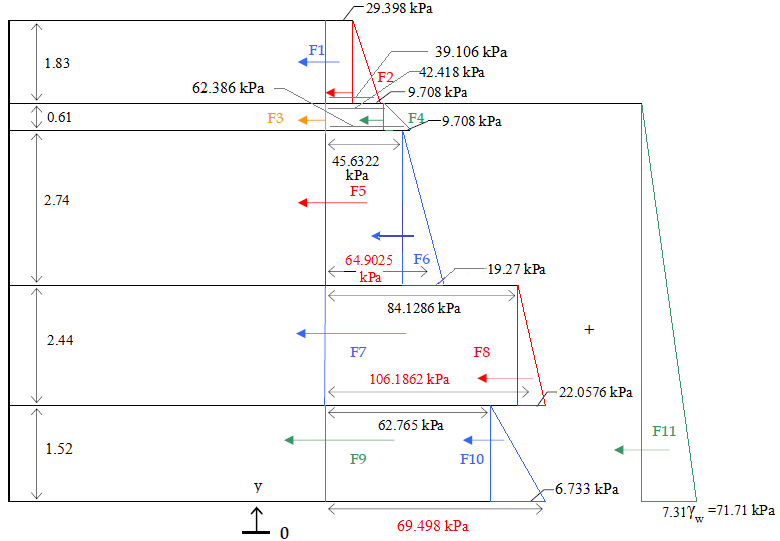 29.398 kPa
F1
39.106 kPa
1.83
F2
42.418 kPa
62.386 kPa
9.708 kPa
0.61
F3
F4
9.708 kPa
45.6322
kPa
F5
2.74
64.9025
kPa
F6
19.27 kPa
84.1286 kPa
+
2.44
F7
F8
106.1862 kPa
22.0576 kPa
62.765 kPa
F11
1.52
F9
F10
6.733 kPa
y
7.31γw =71.71 kPa
0
69.498 kPa